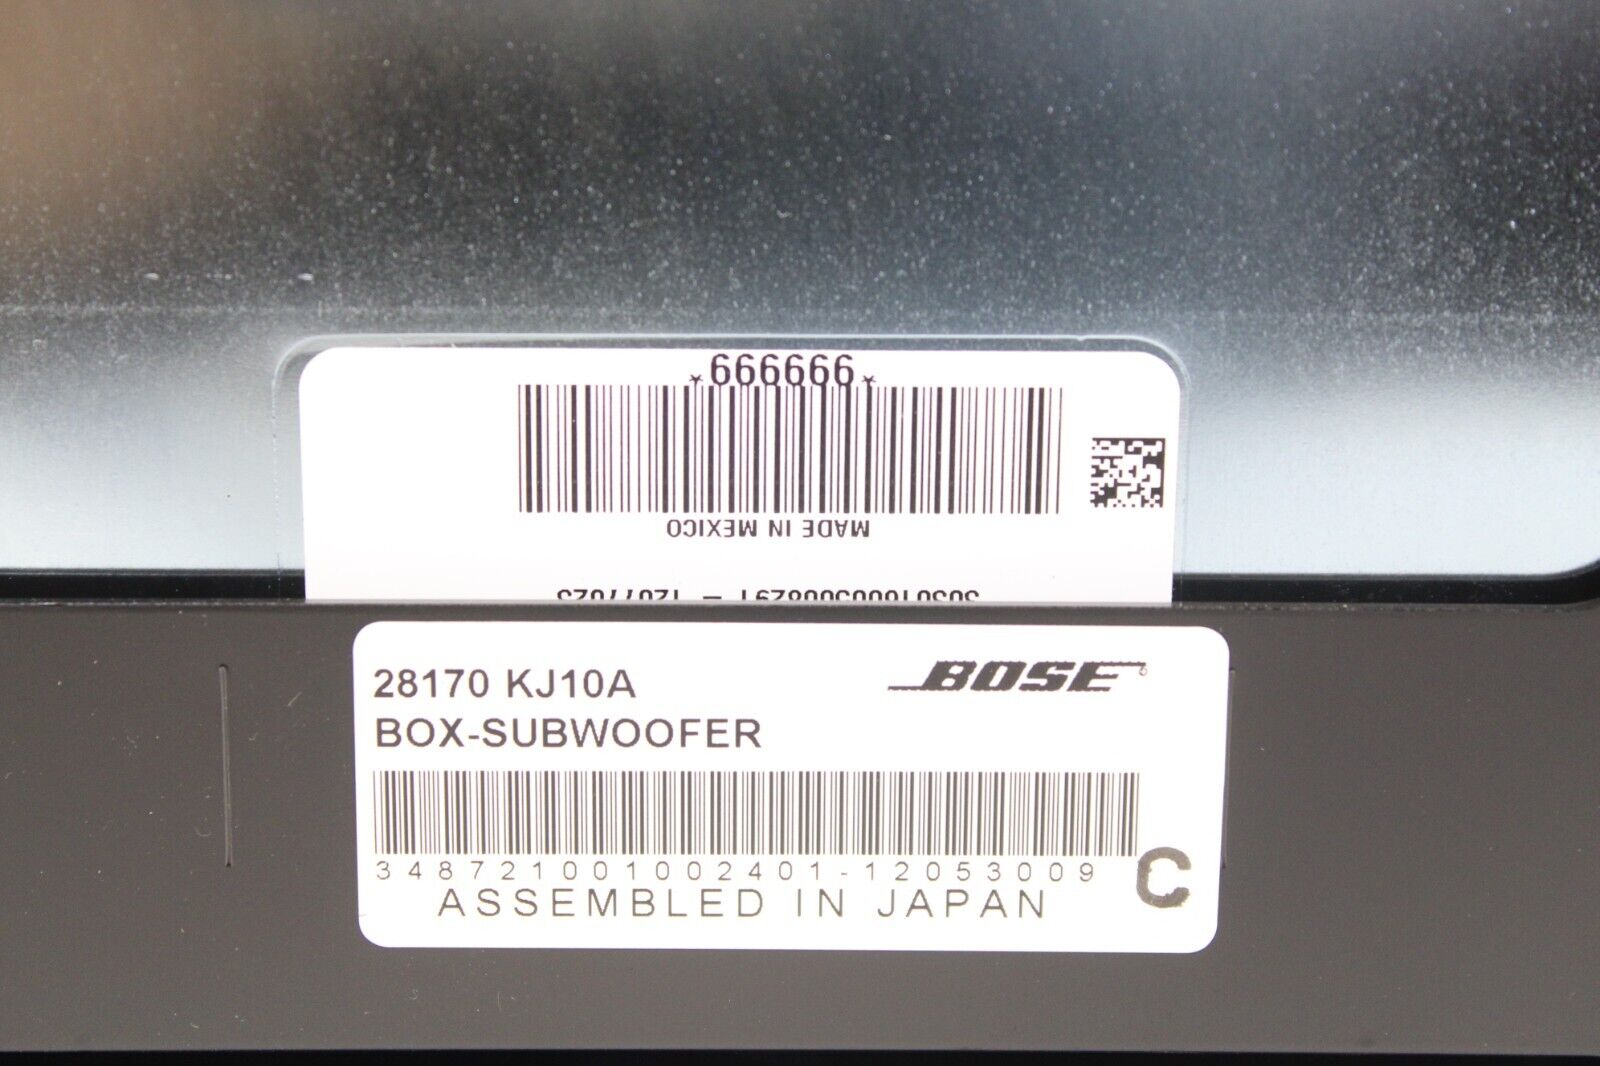 *666666*
MADE IN MEXICO
28170 KJ10A
BOSE
BOX-SUBWOOFER
348721001002401-12053009
C
ASSEMBLED IN JAPAN